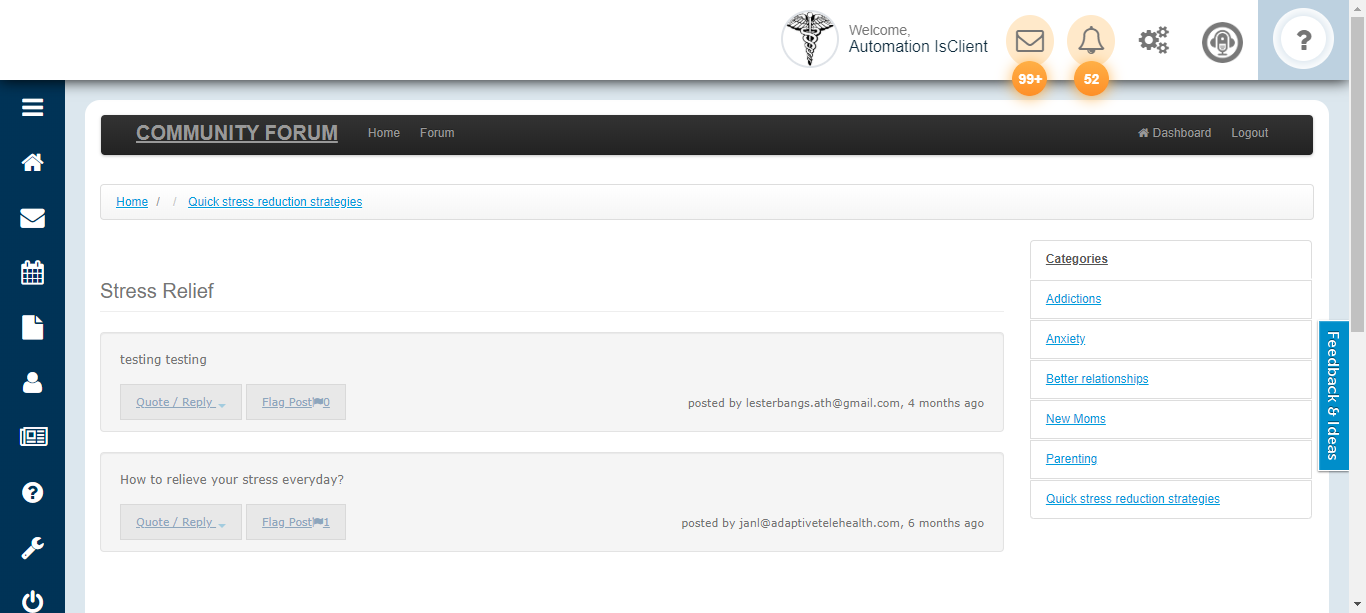 Welcome,
Automation IsClient
99+
52
?
COMMUNITY FORUM Home Forum Dashboard Logout
Home / / Quick stress reduction strategies
Stress Relief
testing testing
Quote / Reply Flag Post 0 posted by lesterbangs.ath@gmail.com, 4 months ago
How to relieve your stress everyday?
Quote / Reply Flag Post 1 posted by janl@adaptivetelehealth.com, 6 months ago
Categories
Addictions
Anxiety
Better relationships
New Moms
Parenting
Quick stress reduction strategies
Feedback & Ideas
?